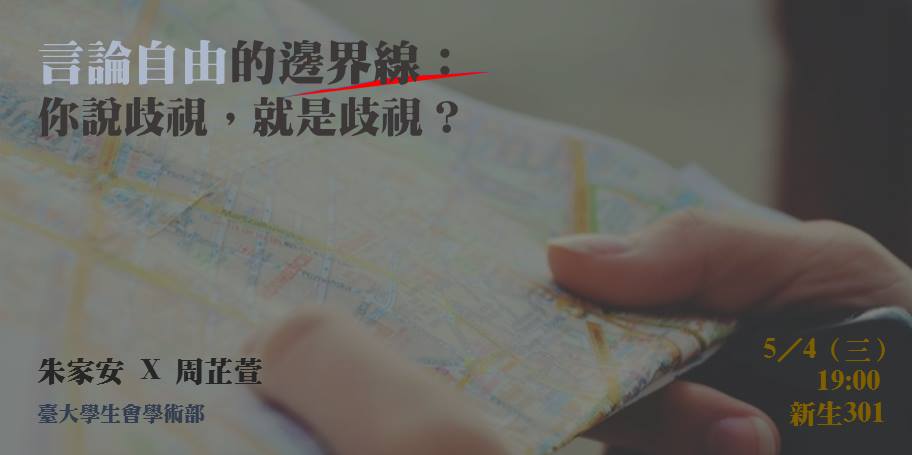 言論自由的邊界線：
你說歧視，就是歧視？
朱家安 X 周芷萱
臺大學生會學術部
5／4（三）
19:00
新生301